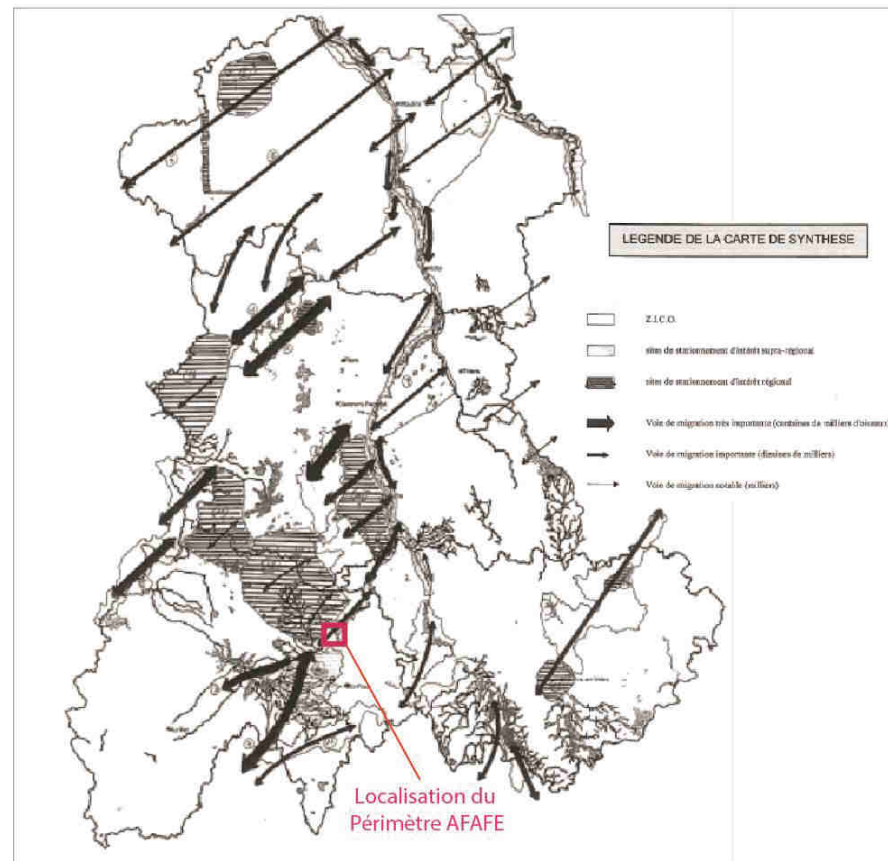 LEGENDE DE LA CARTE DE SYNTHESE
Z.I.C.O.
sites de stationnement d'intérêt supra-régional
sites de stationnement d'intérêt régional
Voie de migration très importante (centaines de milliers d'oiseaux)
Voie de migration importante (dizaines de milliers)
Voie de migration notable (milliers)
Localisation du
Périmètre AFAFE